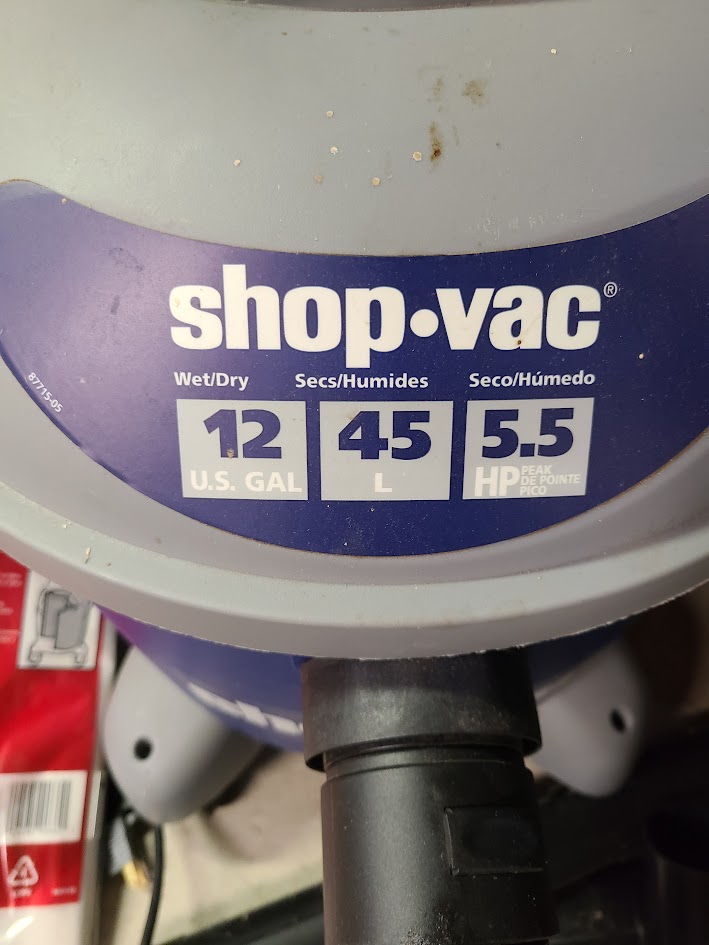 shop·vac®
Wet/Dry Secs/Humides Seco/Húmedo
12 45 5.5
U.S. GAL L HP PEAK
DE POINTE
PICO
87715-05